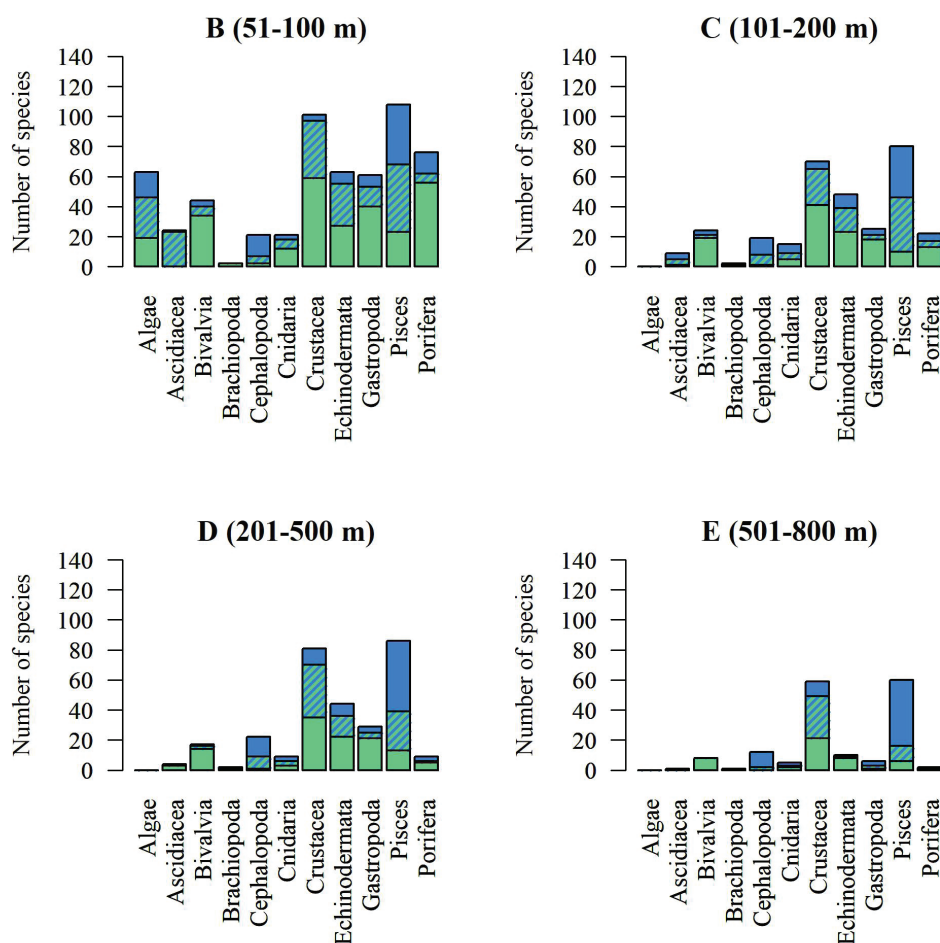 B (51-100 m)
Number of species
140
120
100
80
60
40
20
0
Algae
Ascidiacea
Bivalvia
Brachiopoda
Cephalopoda
Cnidaria
Crustacea
Echinodermata
Gastropoda
Pisces
Porifera
C (101-200 m)
Number of species
140
120
100
80
60
40
20
0
Algae
Ascidiacea
Bivalvia
Brachiopoda
Cephalopoda
Cnidaria
Crustacea
Echinodermata
Gastropoda
Pisces
Porifera
D (201-500 m)
Number of species
140
120
100
80
60
40
20
0
Algae
Ascidiacea
Bivalvia
Brachiopoda
Cephalopoda
Cnidaria
Crustacea
Echinodermata
Gastropoda
Pisces
Porifera
E (501-800 m)
Number of species
140
120
100
80
60
40
20
0
Algae
Ascidiacea
Bivalvia
Brachiopoda
Cephalopoda
Cnidaria
Crustacea
Echinodermata
Gastropoda
Pisces
Porifera